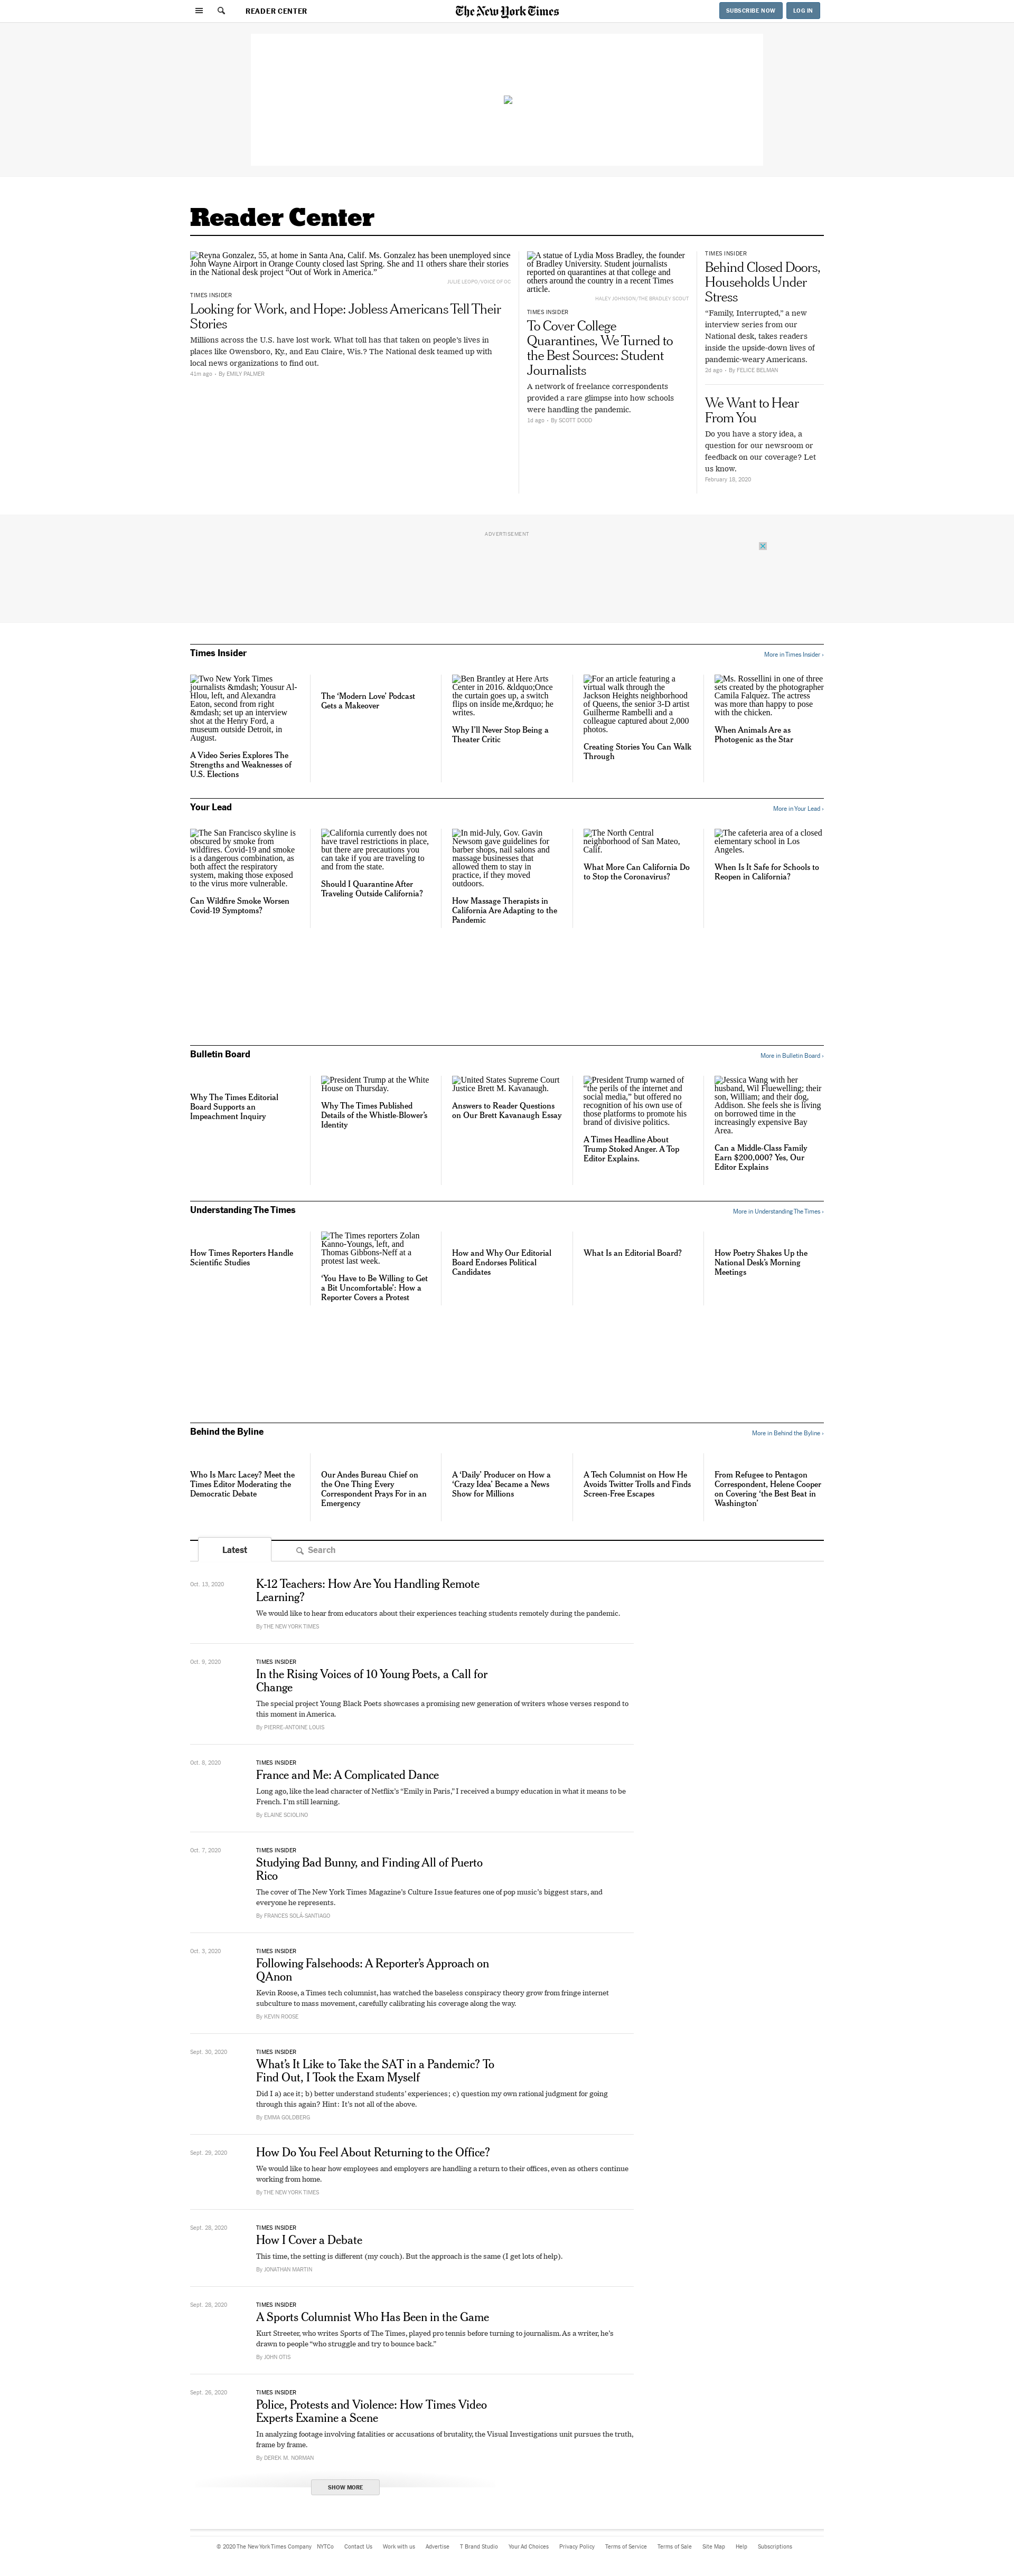 READER CENTER
The New York Times
SUBSCRIBE NOW
LOG IN
Reader Center
Reyna Gonzalez, 55, at home in Santa Ana, Calif. Ms. Gonzalez has been unemployed since
John Wayne Airport in Orange County closed last Spring. She and 11 others share their stories
in the National desk project “Out of Work in America.”
JULIE LEOPO/VOICE OF OC
TIMES INSIDER
Looking for Work, and Hope: Jobless Americans Tell Their
Stories
Millions across the U.S. have lost work. What toll has that taken on people’s lives in
places like Owensboro, Ky., and Eau Claire, Wis.? The National desk teamed up with
local news organizations to find out.
41m ago - By EMILY PALMER
A statue of Lydia Moss Bradley, the founder
of Bradley University. Student journalists
reported on quarantines at that college and
others around the country in a recent Times
article.
HALEY JOHNSON/THE BRADLEY SCOUT
TIMES INSIDER
To Cover College
Quarantines, We Turned to
the Best Sources: Student
Journalists
A network of freelance correspondents
provided a rare glimpse into how schools
were handling the pandemic.
1d ago - By SCOTT DODD
TIMES INSIDER
Behind Closed Doors,
Households Under
Stress
“Family, Interrupted,” a new
interview series from our
National desk, takes readers
inside the upside-down lives of
pandemic-weary Americans.
2d ago - By FELICE BELMAN
We Want to Hear
From You
Do you have a story idea, a
question for our newsroom or
feedback on our coverage? Let
us know.
February 18, 2020
ADVERTISEMENT
Times Insider
More in Times Insider ›
Two New York Times
journalists &mdash; Yousur Al-
Hlou, left, and Alexandra
Eaton, second from right
&mdash; set up an interview
shot at the Henry Ford, a
museum outside Detroit, in
August.
A Video Series Explores The
Strengths and Weaknesses of
U.S. Elections
The ‘Modern Love’ Podcast
Gets a Makeover
Ben Brantley at Here Arts
Center in 2016. &ldquo;Once
the curtain goes up, a switch
flips on inside me,&rdquo; he
writes.
Why I’ll Never Stop Being a
Theater Critic
For an article featuring a
virtual walk through the
Jackson Heights neighborhood
of Queens, the senior 3-D artist
Guilherme Rambelli and a
colleague captured about 2,000
photos.
Creating Stories You Can Walk
Through
Ms. Rossellini in one of three
sets created by the photographer
Camila Falquez. The actress
was more than happy to pose
with the chicken.
When Animals Are as
Photogenic as the Star
Your Lead
More in Your Lead ›
The San Francisco skyline is
obscured by smoke from
wildfires. Covid-19 and smoke
is a dangerous combination, as
both affect the respiratory
system, making those exposed
to the virus more vulnerable.
Can Wildfire Smoke Worsen
Covid-19 Symptoms?
California currently does not
have travel restrictions in place,
but there are precautions you
can take if you are traveling to
and from the state.
Should I Quarantine After
Traveling Outside California?
In mid-July, Gov. Gavin
Newsom gave guidelines for
barber shops, nail salons and
massage businesses that
allowed them to stay in
practice, if they moved
outdoors.
How Massage Therapists in
California Are Adapting to the
Pandemic
The North Central
neighborhood of San Mateo,
Calif.
What More Can California Do
to Stop the Coronavirus?
The cafeteria area of a closed
elementary school in Los
Angeles.
When Is It Safe for Schools to
Reopen in California?
Bulletin Board
More in Bulletin Board ›
Why The Times Editorial
Board Supports an
Impeachment Inquiry
President Trump at the White
House on Thursday.
Why The Times Published
Details of the Whistle-Blower’s
Identity
United States Supreme Court
Justice Brett M. Kavanaugh.
Answers to Reader Questions
on Our Brett Kavanaugh Essay
President Trump warned of
“the perils of the internet and
social media,” but offered no
recognition of his own use of
those platforms to promote his
brand of divisive politics.
A Times Headline About
Trump Stoked Anger. A Top
Editor Explains.
Jessica Wang with her
husband, Wil Fluewelling; their
son, William; and their dog,
Addison. She feels she is living
on borrowed time in the
increasingly expensive Bay
Area.
Can a Middle-Class Family
Earn $200,000? Yes, Our
Editor Explains
Understanding The Times
More in Understanding The Times ›
How Times Reporters Handle
Scientific Studies
The Times reporters Zolan
Kanno-Youngs, left, and
Thomas Gibbons-Neff at a
protest last week.
‘You Have to Be Willing to Get
a Bit Uncomfortable’: How a
Reporter Covers a Protest
How and Why Our Editorial
Board Endorses Political
Candidates
What Is an Editorial Board?
How Poetry Shakes Up the
National Desk’s Morning
Meetings
Behind the Byline
More in Behind the Byline ›
Who Is Marc Lacey? Meet the
Times Editor Moderating the
Democratic Debate
Our Andes Bureau Chief on
the One Thing Every
Correspondent Prays For in an
Emergency
A ‘Daily’ Producer on How a
‘Crazy Idea’ Became a News
Show for Millions
A Tech Columnist on How He
Avoids Twitter Trolls and Finds
Screen-Free Escapes
From Refugee to Pentagon
Correspondent, Helene Cooper
on Covering ‘the Best Beat in
Washington’
Latest
Search
Oct. 13, 2020
K-12 Teachers: How Are You Handling Remote
Learning?
We would like to hear from educators about their experiences teaching students remotely during the pandemic.
By THE NEW YORK TIMES
Oct. 9, 2020
TIMES INSIDER
In the Rising Voices of 10 Young Poets, a Call for
Change
The special project Young Black Poets showcases a promising new generation of writers whose verses respond to
this moment in America.
By PIERRE-ANTOINE LOUIS
Oct. 8, 2020
TIMES INSIDER
France and Me: A Complicated Dance
Long ago, like the lead character of Netflix’s “Emily in Paris,” I received a bumpy education in what it means to be
French. I’m still learning.
By ELAINE SCIOLINO
Oct. 7, 2020
TIMES INSIDER
Studying Bad Bunny, and Finding All of Puerto
Rico
The cover of The New York Times Magazine’s Culture Issue features one of pop music’s biggest stars, and
everyone he represents.
By FRANCES SOLÁ-SANTIAGO
Oct. 3, 2020
TIMES INSIDER
Following Falsehoods: A Reporter’s Approach on
QAnon
Kevin Roose, a Times tech columnist, has watched the baseless conspiracy theory grow from fringe internet
subculture to mass movement, carefully calibrating his coverage along the way.
By KEVIN ROOSE
Sept. 30, 2020
TIMES INSIDER
What’s It Like to Take the SAT in a Pandemic? To
Find Out, I Took the Exam Myself
Did I a) ace it; b) better understand students’ experiences; c) question my own rational judgment for going
through this again? Hint: It’s not all of the above.
By EMMA GOLDBERG
Sept. 29, 2020
How Do You Feel About Returning to the Office?
We would like to hear how employees and employers are handling a return to their offices, even as others continue
working from home.
By THE NEW YORK TIMES
Sept. 28, 2020
TIMES INSIDER
How I Cover a Debate
This time, the setting is different (my couch). But the approach is the same (I get lots of help).
By JONATHAN MARTIN
Sept. 28, 2020
TIMES INSIDER
A Sports Columnist Who Has Been in the Game
Kurt Streeter, who writes Sports of The Times, played pro tennis before turning to journalism. As a writer, he’s
drawn to people “who struggle and try to bounce back.”
By JOHN OTIS
Sept. 26, 2020
TIMES INSIDER
Police, Protests and Violence: How Times Video
Experts Examine a Scene
In analyzing footage involving fatalities or accusations of brutality, the Visual Investigations unit pursues the truth,
frame by frame.
By DEREK M. NORMAN
SHOW MORE
© 2020 The New York Times Company NYTCo Contact Us Work with us Advertise T Brand Studio Your Ad Choices Privacy Policy Terms of Service Terms of Sale Site Map Help Subscriptions